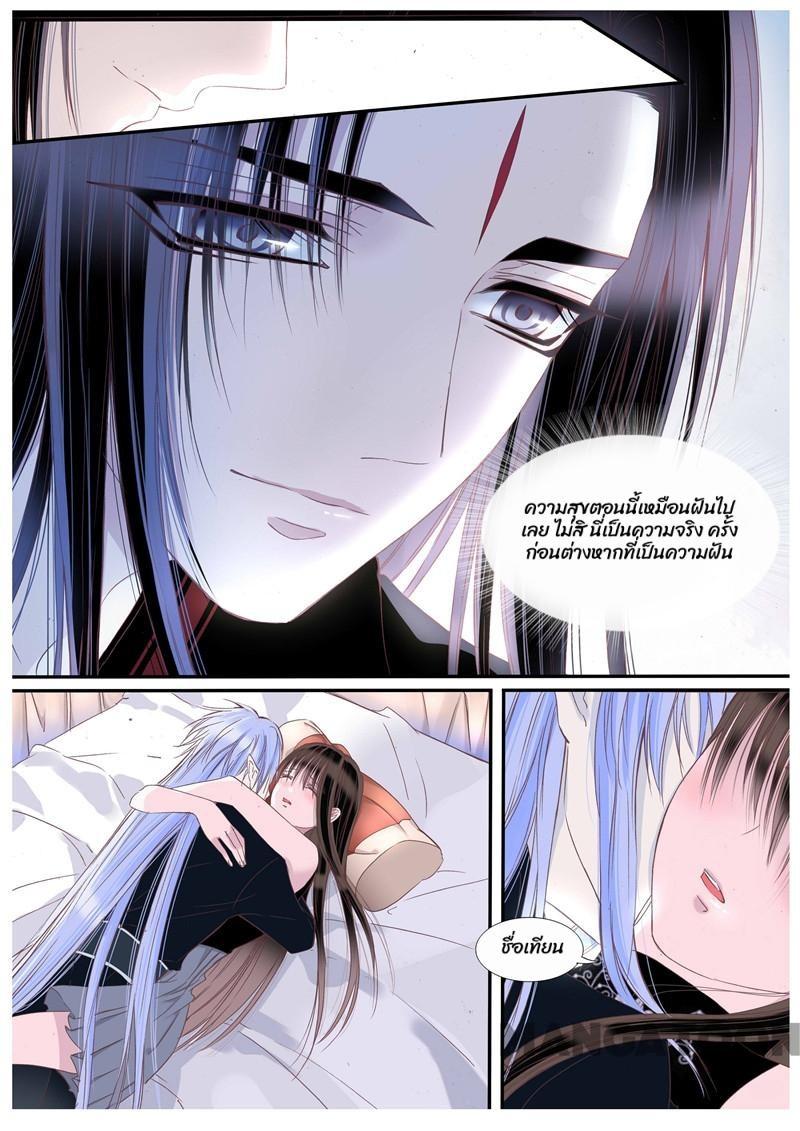 ความสุขตอนนี้เหมือนฝันไป
เลย ไม่สิ นี่เป็นความจริง ครั้ง
ก่อนต่างหากที่เป็นความฝัน
ชื่อเทียน